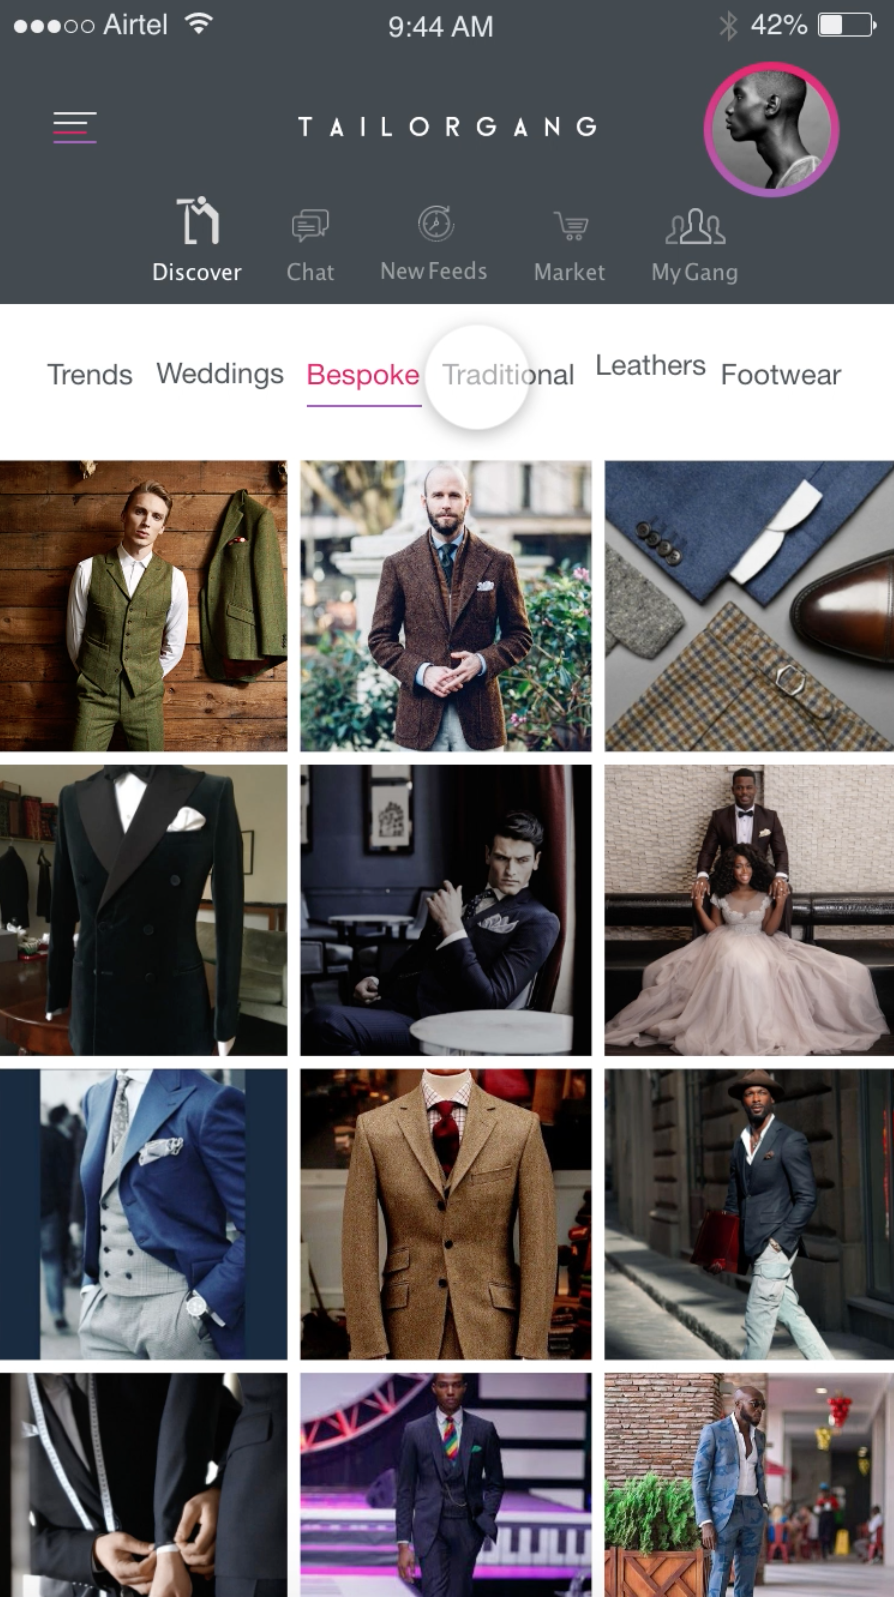 Airtel 9:44 AM 42%
TAILORGANG
Discover Chat New Feeds Market My Gang
Trends Weddings Bespoke Traditional Leathers Footwear